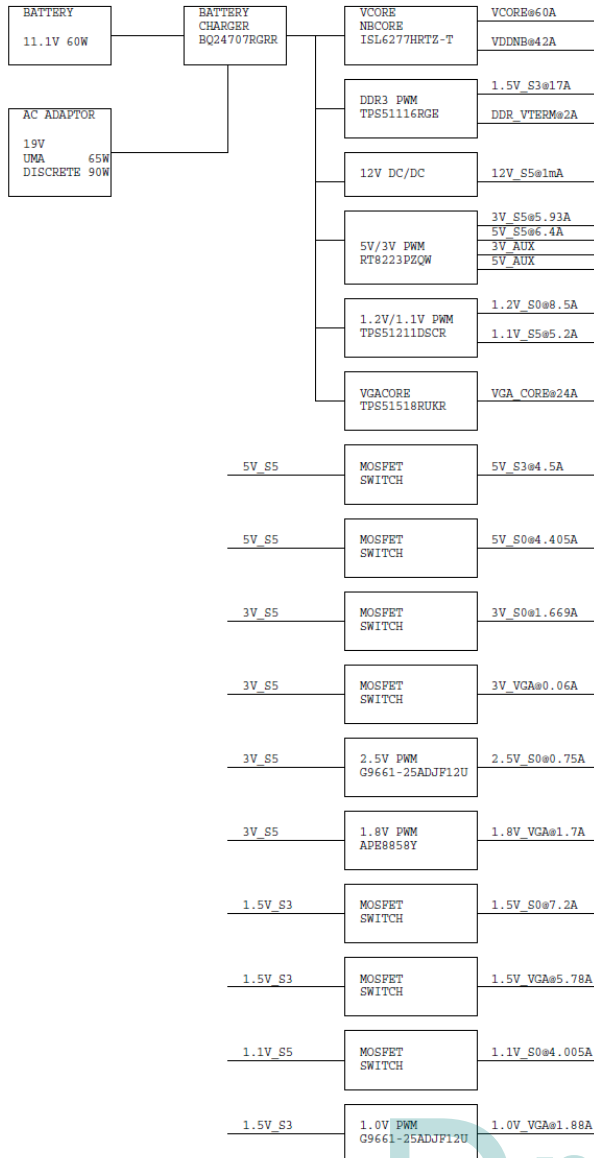 BATTERY
11.1V 60W
BATTERY
CHARGER
BQ24707RGRR
AC ADAPTOR
19V
UMA 65W
DISCRETE 90W
VCORE
NBCORE
ISL6277HRTZ-T
VCORE@60A
VDDNB@42A
DDR3 PWM
TPS51116RGE
1.5V_S3@17A
DDR_VTERM@2A
12V DC/DC
12V_S5@1mA
5V/3V PWM
RT8223PZQW
3V_S5@5.93A
5V_S5@6.4A
3V_AUX
5V_AUX
1.2V/1.1V PWM
TPS51211DSCR
1.2V_S0@8.5A
1.1V_S5@5.2A
VGACORE
TPS51518RUKR
VGA_CORE@24A
5V_S5
MOSFET
SWITCH
5V_S3@4.5A
5V_S5
MOSFET
SWITCH
5V_S0@4.405A
3V_S5
MOSFET
SWITCH
3V_S0@1.669A
3V_S5
MOSFET
SWITCH
3V_VGA@0.06A
3V_S5
2.5V PWM
G9661-25ADJF12U
2.5V_S0@0.75A
3V_S5
1.8V PWM
APE8858Y
1.8V_VGA@1.7A
1.5V_S3
MOSFET
SWITCH
1.5V_S0@7.2A
1.5V_S3
MOSFET
SWITCH
1.5V_VGA@5.78A
1.1V_S5
MOSFET
SWITCH
1.1V_S0@4.005A
1.5V_S3
1.0V PWM
G9661-25ADJF12U
1.0V_VGA@1.88A